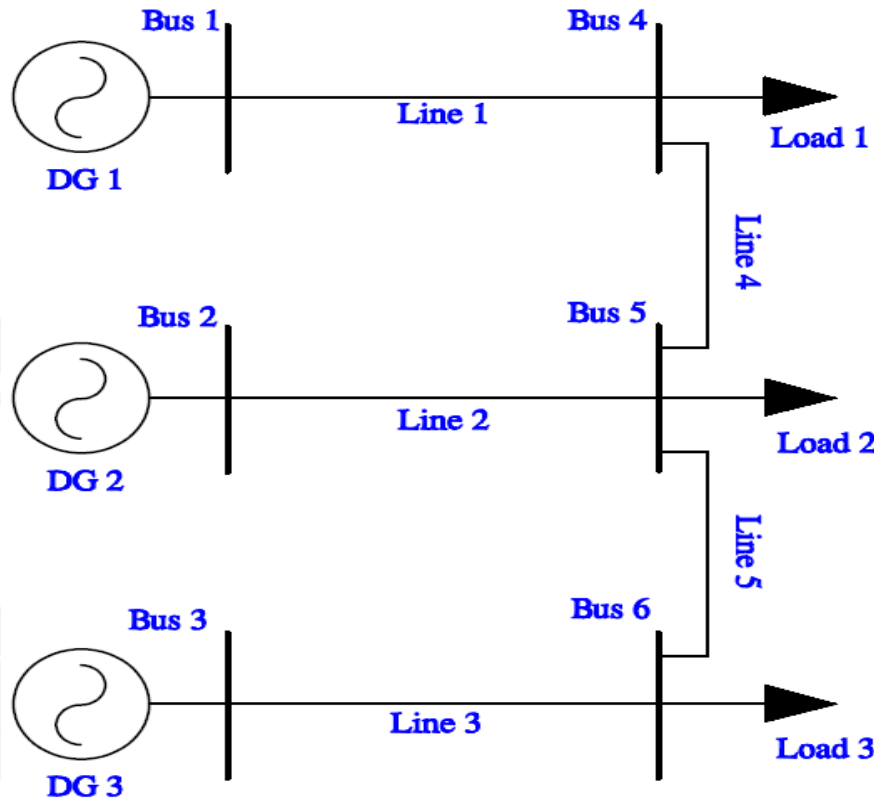 Bus 1
Bus 4
Line 1
Load 1
DG 1
Line 4
Bus 2
Bus 5
Line 2
Load 2
DG 2
Line 5
Bus 3
Bus 6
Line 3
Load 3
DG 3